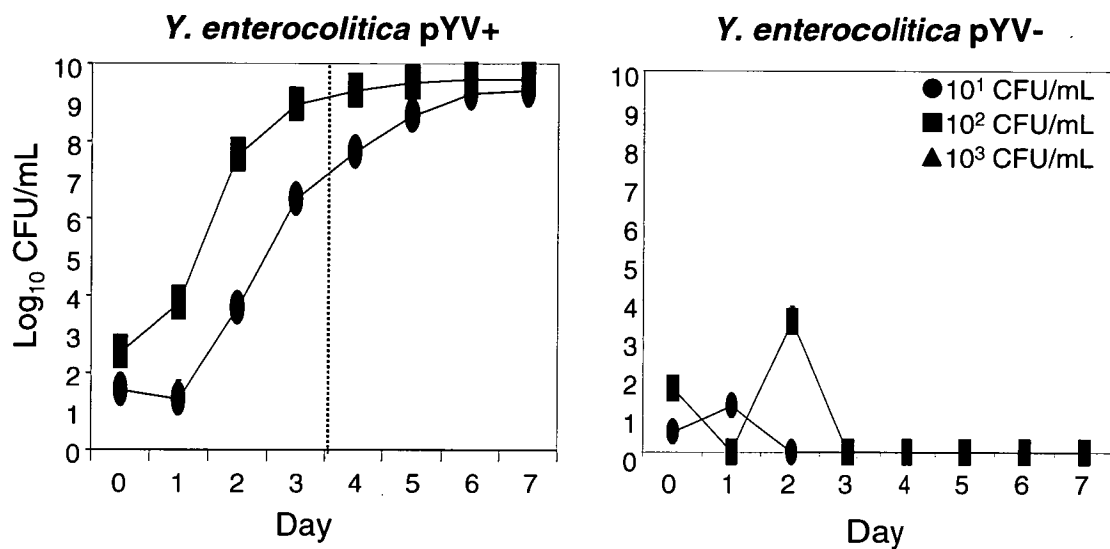 Y. enterocolitica pYV+
Log₁₀ CFU/mL
10
9
8
7
6
5
4
3
2
1
0
0 1 2 3 4 5 6 7
Day
Y. enterocolitica pYV-
10
9
8
7
6
5
4
3
2
1
0
10¹ CFU/mL
10² CFU/mL
10³ CFU/mL
0 1 2 3 4 5 6 7
Day